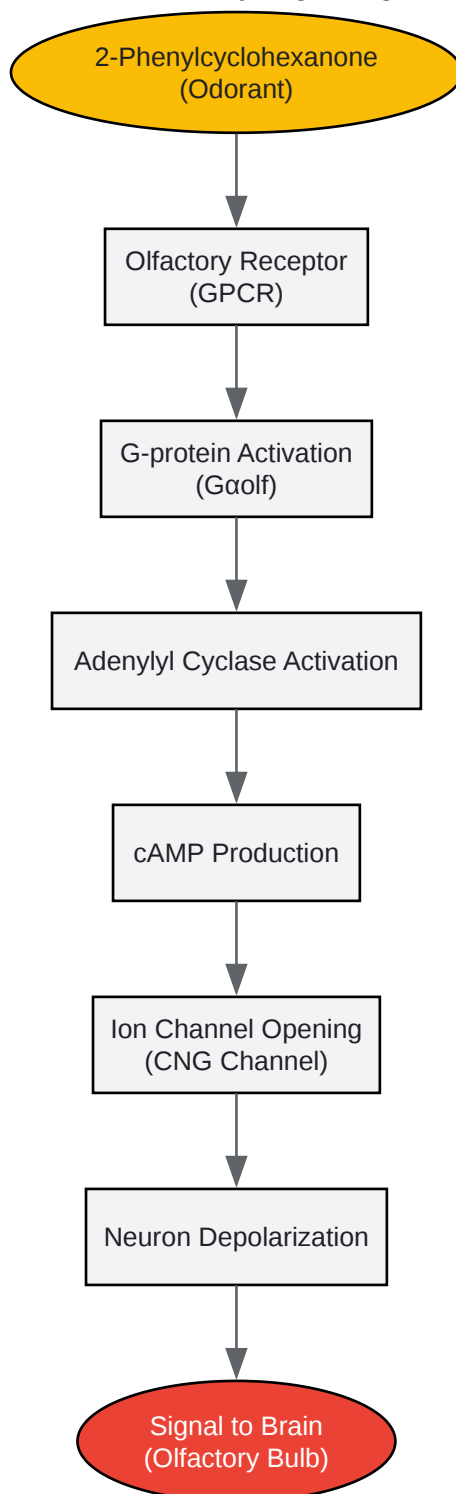 2-Phenylcyclohexanone
(Odorant)
Olfactory Receptor
(GPCR)
G-protein Activation
(Gαolf)
Adenylyl Cyclase Activation
cAMP Production
Ion Channel Opening
(CNG Channel)
Neuron Depolarization
Signal to Brain
(Olfactory Bulb)